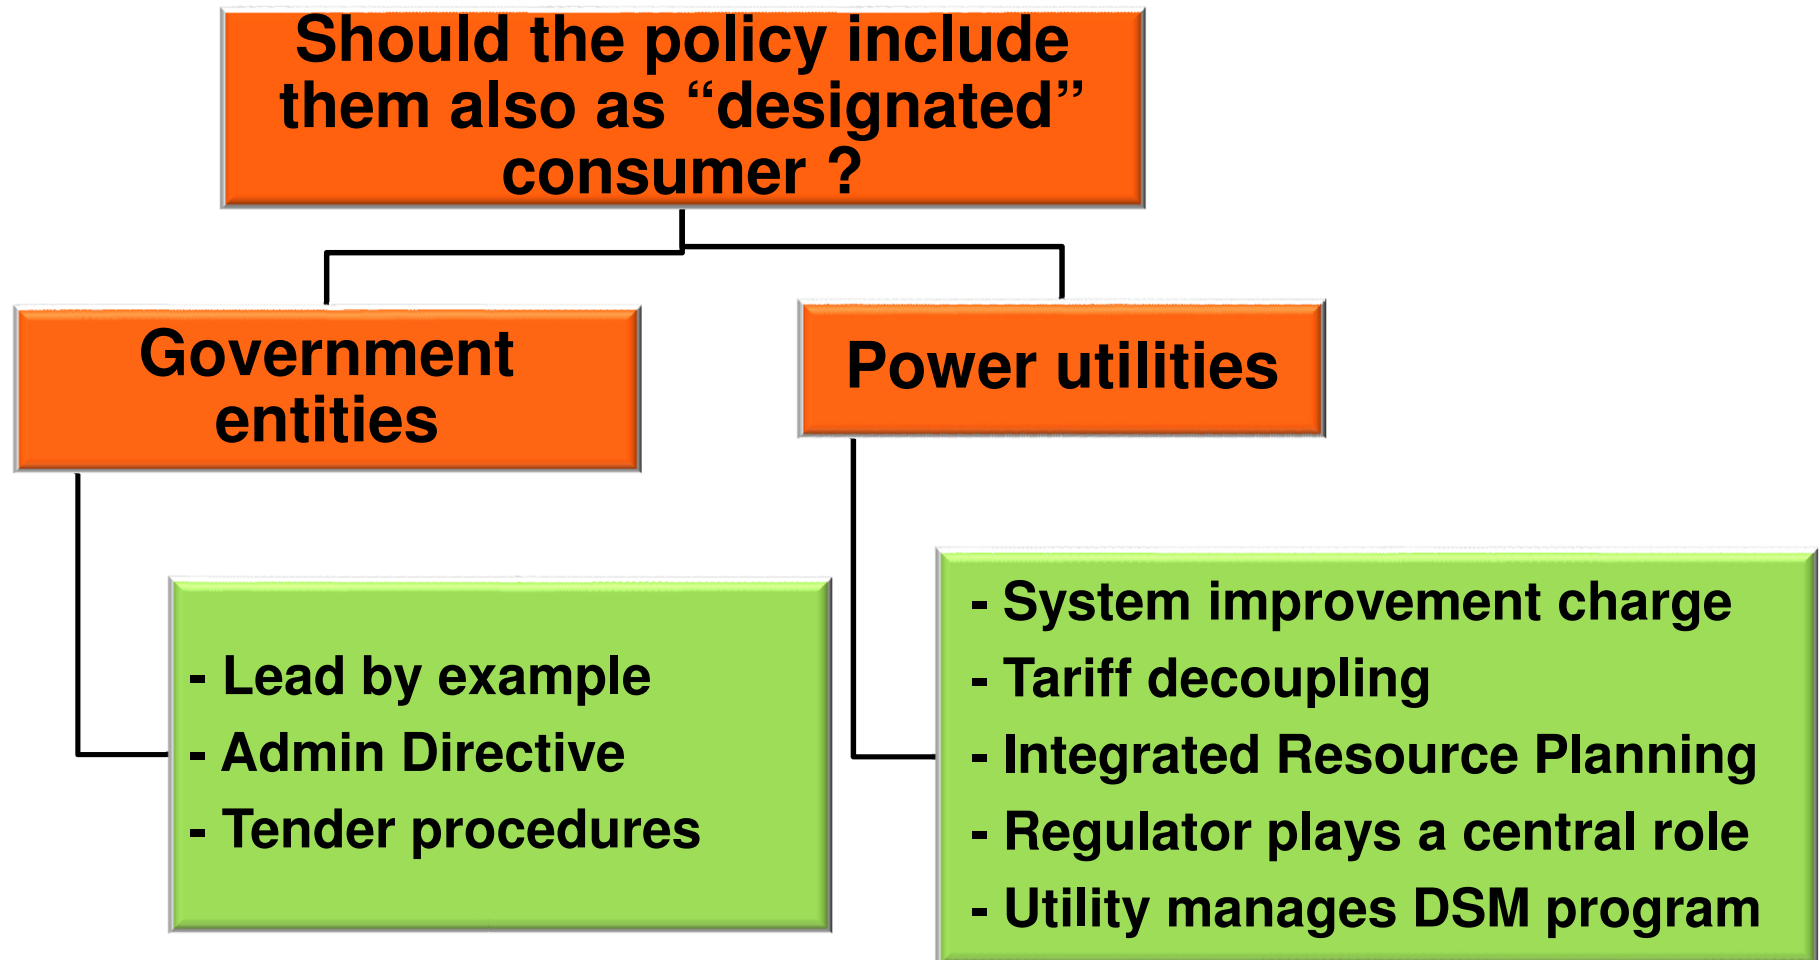 Should the policy include
them also as “designated”
consumer ?
Government
entities
Power utilities
- Lead by example
- Admin Directive
- Tender procedures
- System improvement charge
- Tariff decoupling
- Integrated Resource Planning
- Regulator plays a central role
- Utility manages DSM program